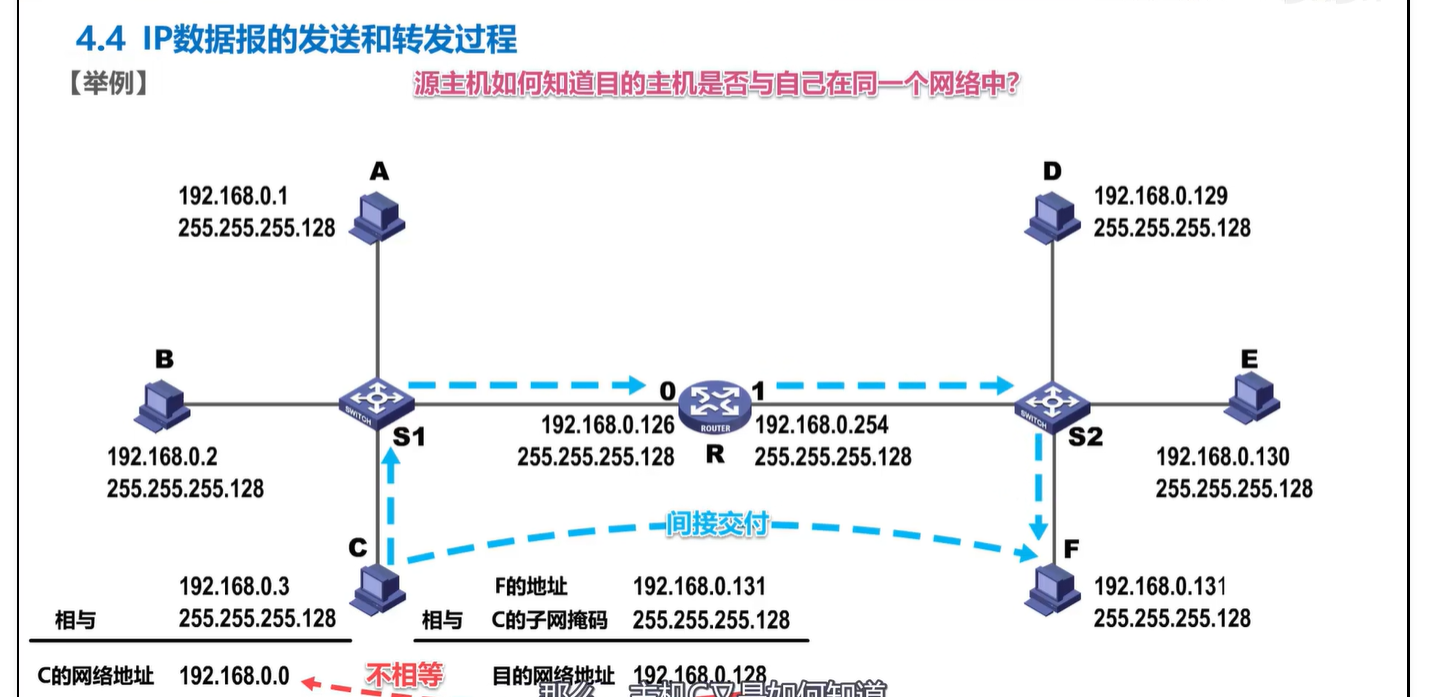 4.4 IP数据报的发送和转发过程
【举例】
源主机如何知道目的主机是否与自己在同一个网络中?
A
192.168.0.1
255.255.255.128
D
192.168.0.129
255.255.255.128
B
192.168.0.2
255.255.255.128
SWITCH
S1
0
192.168.0.126
255.255.255.128
ROUTER
R
1
192.168.0.254
255.255.255.128
SWITCH
S2
E
192.168.0.130
255.255.255.128
间接交付
C
192.168.0.3
相与 255.255.255.128
C的网络地址 192.168.0.0
不相等
F的地址 192.168.0.131
相与 C的子网掩码 255.255.255.128
目的网络地址 192.168.0.128
F
192.168.0.131
255.255.255.128
那么 主机C又是如何知道